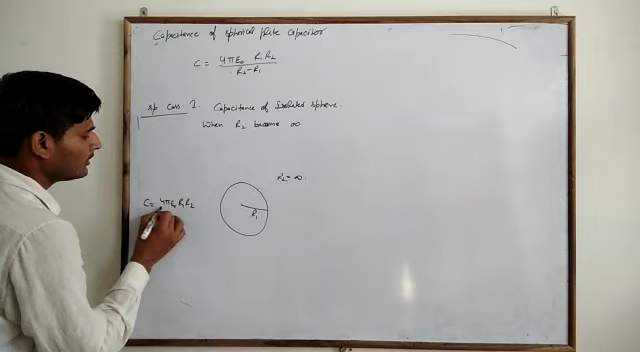 Capacitance of spherical plate capacitor
C = 4πε₀ R₁R₂ / R₂-R₁
sp Case. 1. Capacitance of Isolated sphere.
When R₂ become ∞
R₂ = ∞.
C = 4πε₀ R₁R₂
R₁